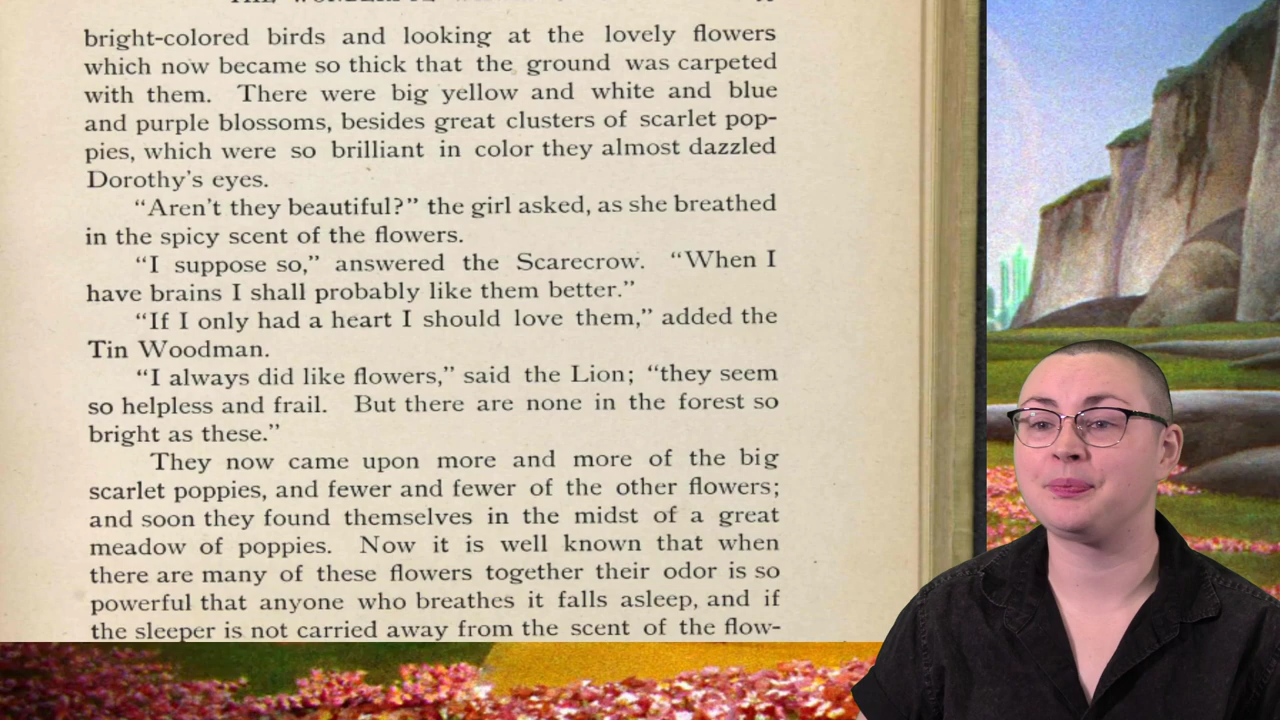 THE WONDERFUL
bright-colored birds and looking at the lovely flowers
which now became so thick that the ground was carpeted
with them. There were big yellow and white and blue
and purple blossoms, besides great clusters of scarlet pop-
pies, which were so brilliant in color they almost dazzled
Dorothy's eyes.
“Aren't they beautiful?” the girl asked, as she breathed
in the spicy scent of the flowers.
“I suppose so,” answered the Scarecrow. “When I
have brains I shall probably like them better.”
“If I only had a heart I should love them,” added the
Tin Woodman.
“I always did like flowers,” said the Lion; “they seem
so helpless and frail. But there are none in the forest so
bright as these.”
They now came upon more and more of the big
scarlet poppies, and fewer and fewer of the other flowers;
and soon they found themselves in the midst of a great
meadow of poppies. Now it is well known that when
there are many of these flowers together their odor is so
powerful that anyone who breathes it falls asleep, and if
the sleeper is not carried away from the scent of the flow-